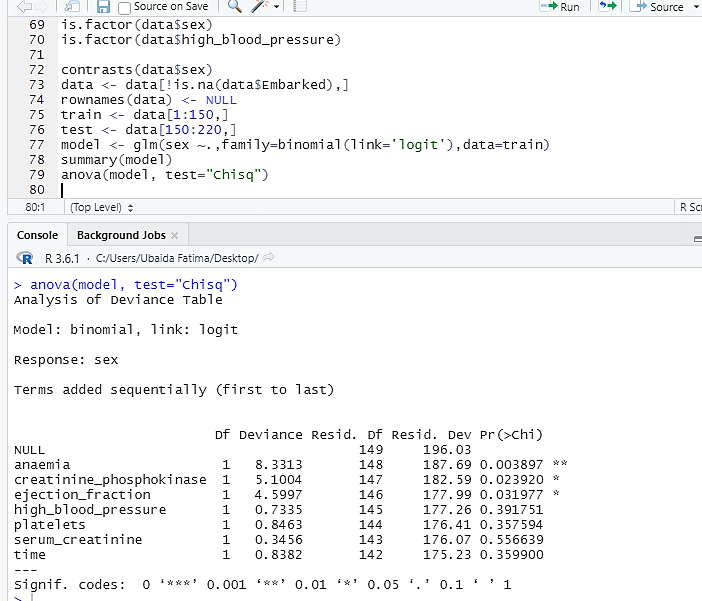 Source on Save
Run
Source
69 is.factor(data$sex)
70 is.factor(data$high_blood_pressure)
71
72 contrasts(data$sex)
73 data <- data[!is.na(data$Embarked),]
74 rownames(data) <- NULL
75 train <- data[1:150,]
76 test <- data[150:220,]
77 model <- glm(sex ~.,family=binomial(link='logit'),data=train)
78 summary(model)
79 anova(model, test="Chisq")
80
80:1 (Top Level) R Scr
Console Background Jobs
R R 3.6.1 · C:/Users/Ubaida Fatima/Desktop/
> anova(model, test="Chisq")
Analysis of Deviance Table
Model: binomial, link: logit
Response: sex
Terms added sequentially (first to last)
Df Deviance Resid. Df Resid. Dev Pr(>Chi)
NULL 149 196.03
anaemia 1 8.3313 148 187.69 0.003897 **
creatinine_phosphokinase 1 5.1004 147 182.59 0.023920 *
ejection_fraction 1 4.5997 146 177.99 0.031977 *
high_blood_pressure 1 0.7335 145 177.26 0.391751
platelets 1 0.8463 144 176.41 0.357594
serum_creatinine 1 0.3456 143 176.07 0.556639
time 1 0.8382 142 175.23 0.359900
---
Signif. codes: 0 ‘***’ 0.001 ‘**’ 0.01 ‘*’ 0.05 ‘.’ 0.1 ‘ ’ 1
>